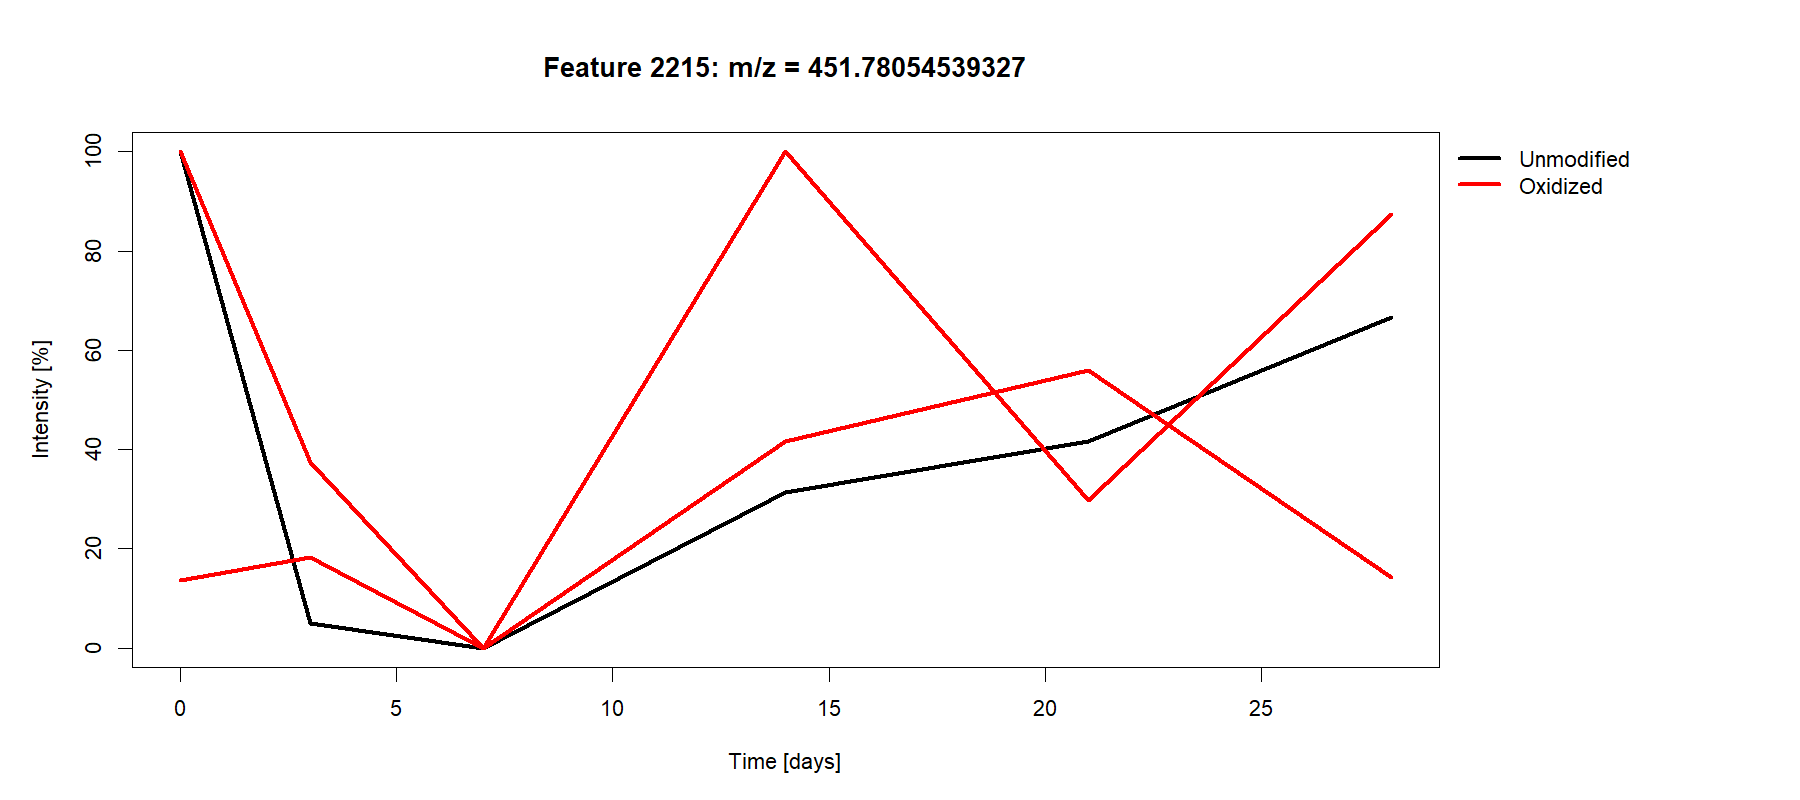 Feature 2215: m/z = 451.78054539327
Unmodified
Oxidized
Intensity [%]
100
80
60
40
20
0
0 5 10 15 20 25
Time [days]